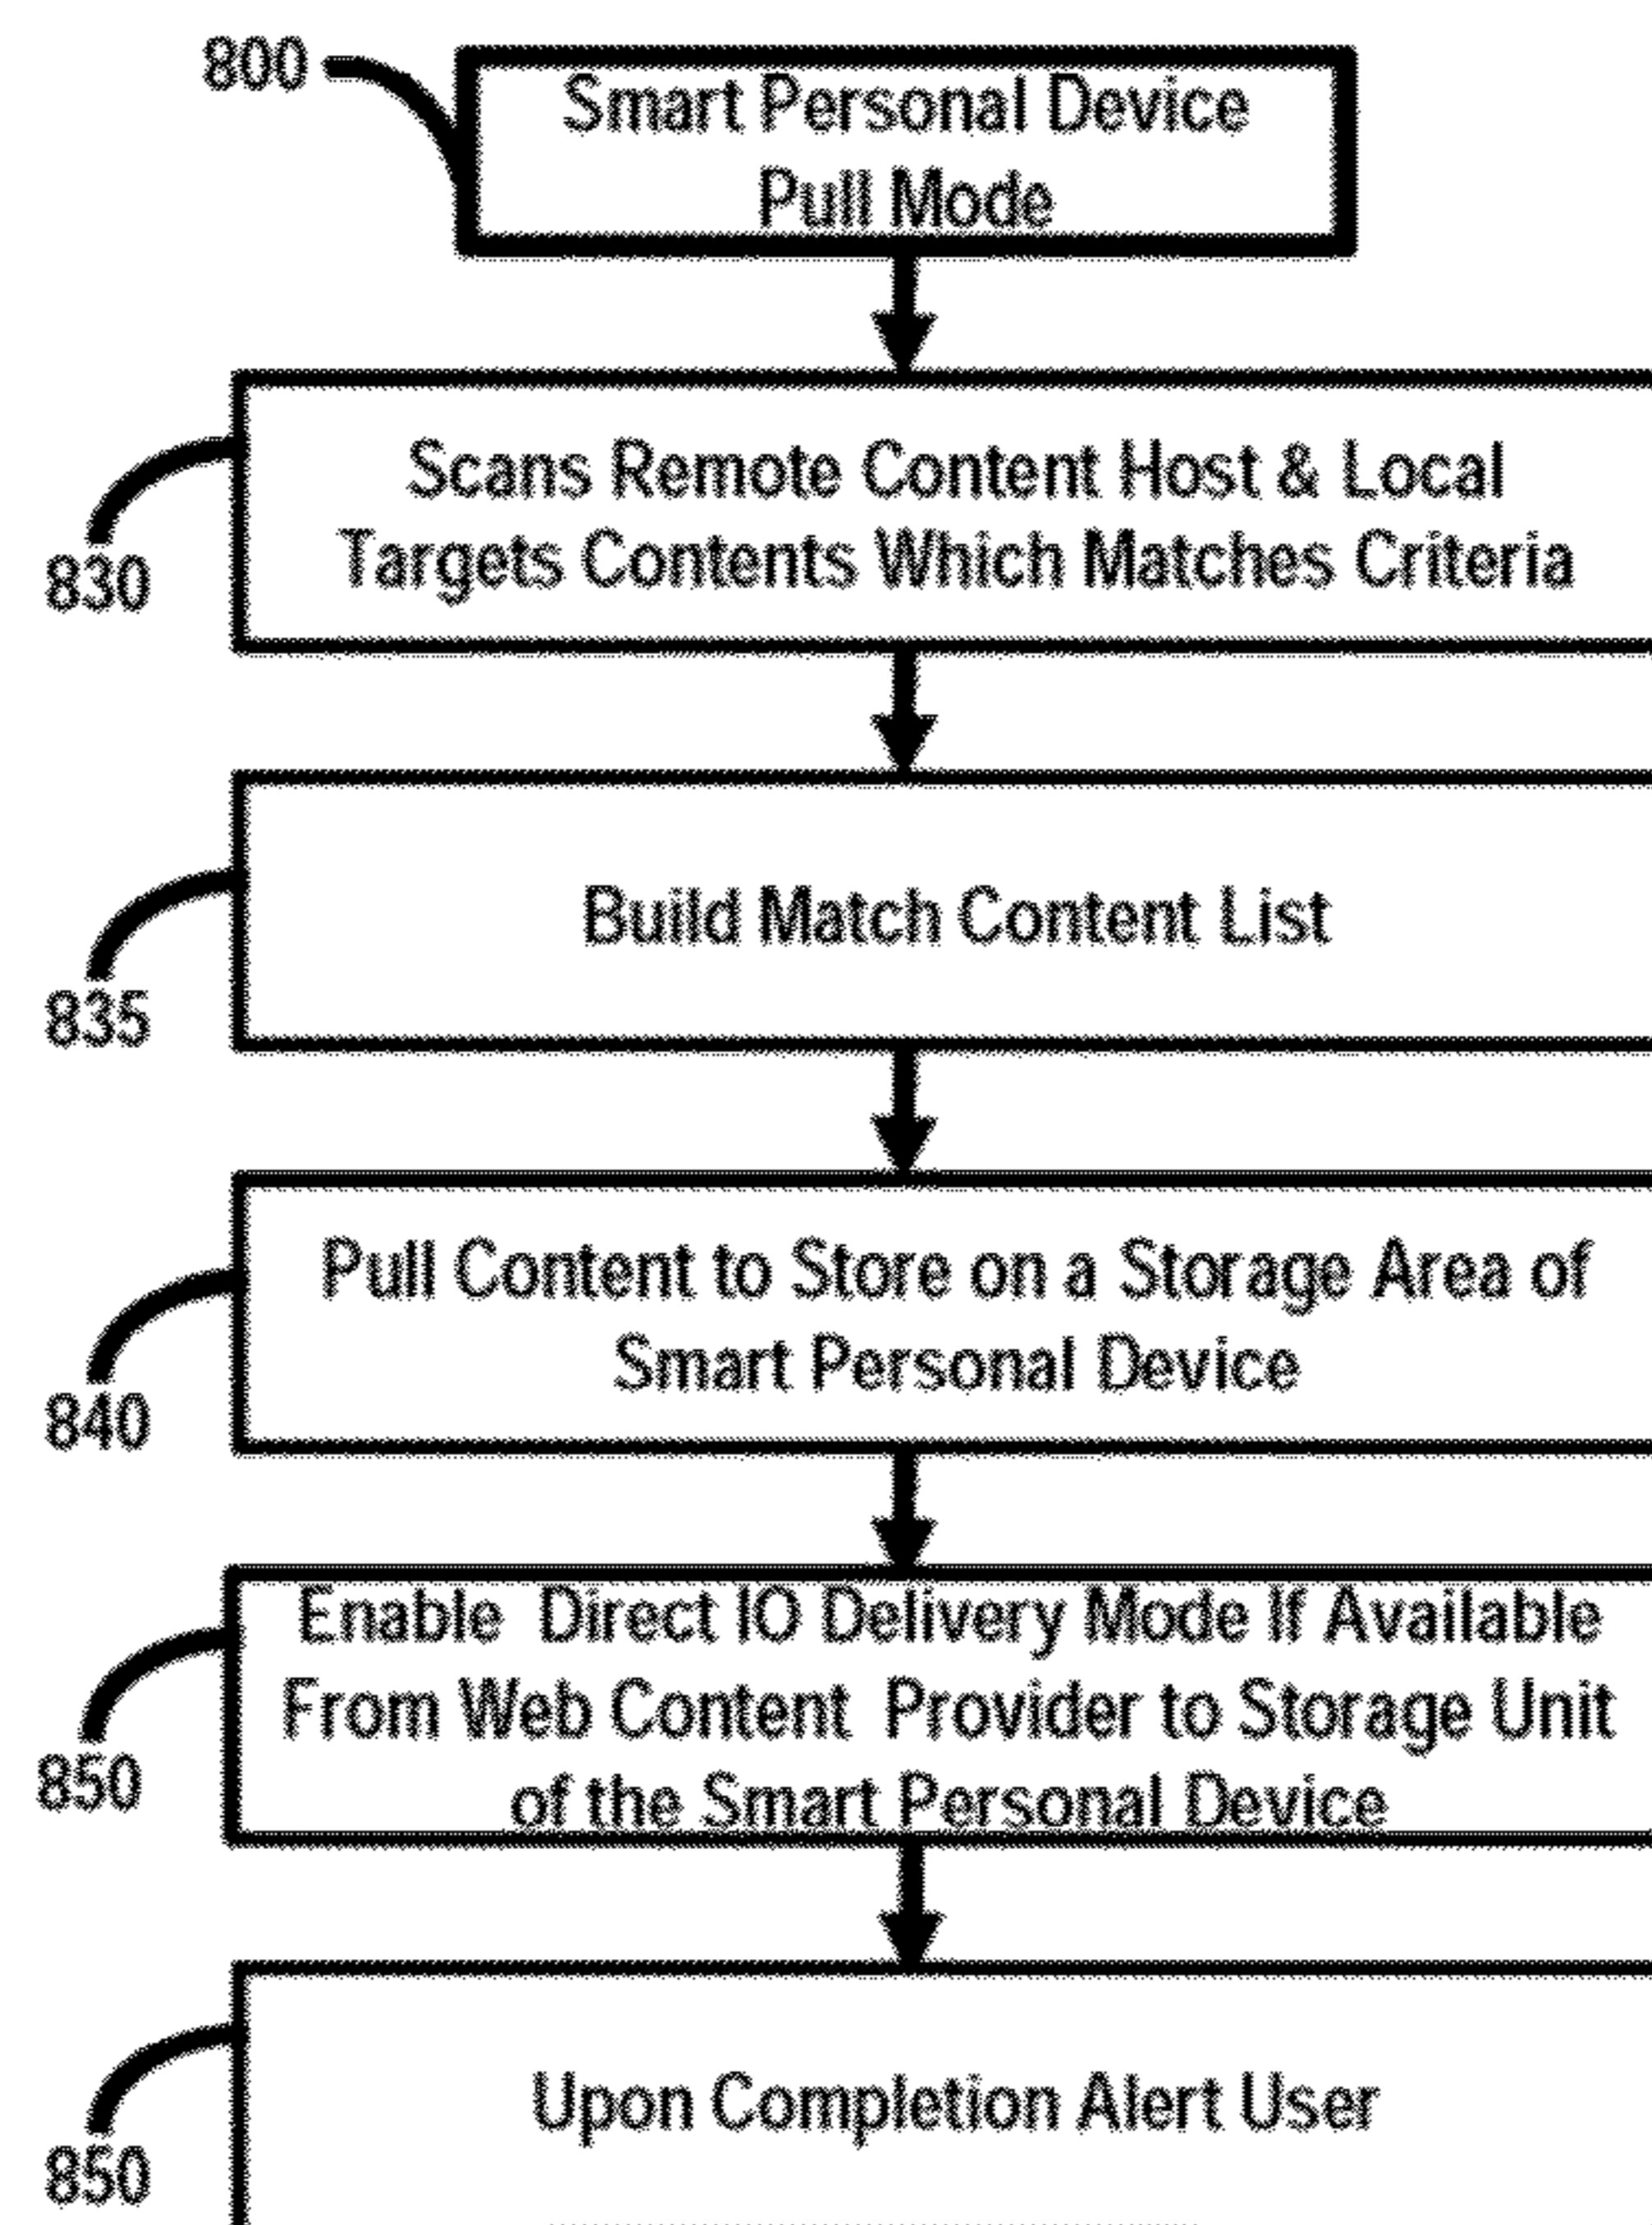 800
Smart Personal Device
Pull Mode
Scans Remote Content Host & Local
Targets Contents Which Matches Criteria
830
Build Match Content List
835
Pull Content to Store on a Storage Area of
Smart Personal Device
840
Enable Direct IO Delivery Mode If Available
From Web Content Provider to Storage Unit
of the Smart Personal Device
850
Upon Completion Alert User
850